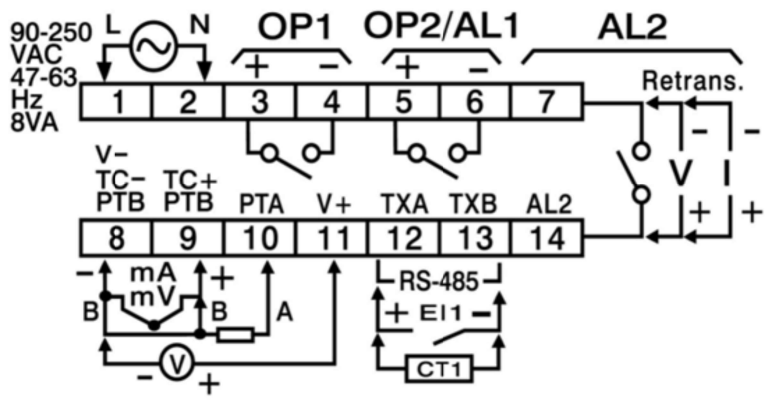 90-250
VAC
47-63
Hz
8VA
L N
OP1 OP2/AL1 AL2
+ − + −
Retrans.
1 2 3 4 5 6 7
− −
V I
+ +
V−
TC− TC+
PTB PTB PTA V+ TXA TXB AL2
8 9 10 11 12 13 14
− mA +
mV
RS-485
B B A
+ EI1 −
V
− +
CT1